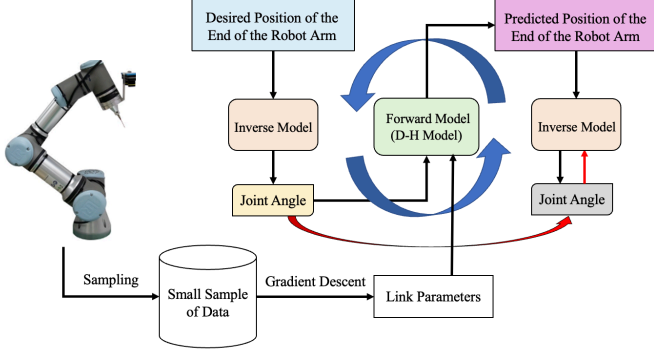 Desired Position of the
End of the Robot Arm
Predicted Position of the
End of the Robot Arm
Inverse Model
Forward Model
(D-H Model)
Inverse Model
Joint Angle
Joint Angle
Sampling
Small Sample
of Data
Gradient Descent
Link Parameters